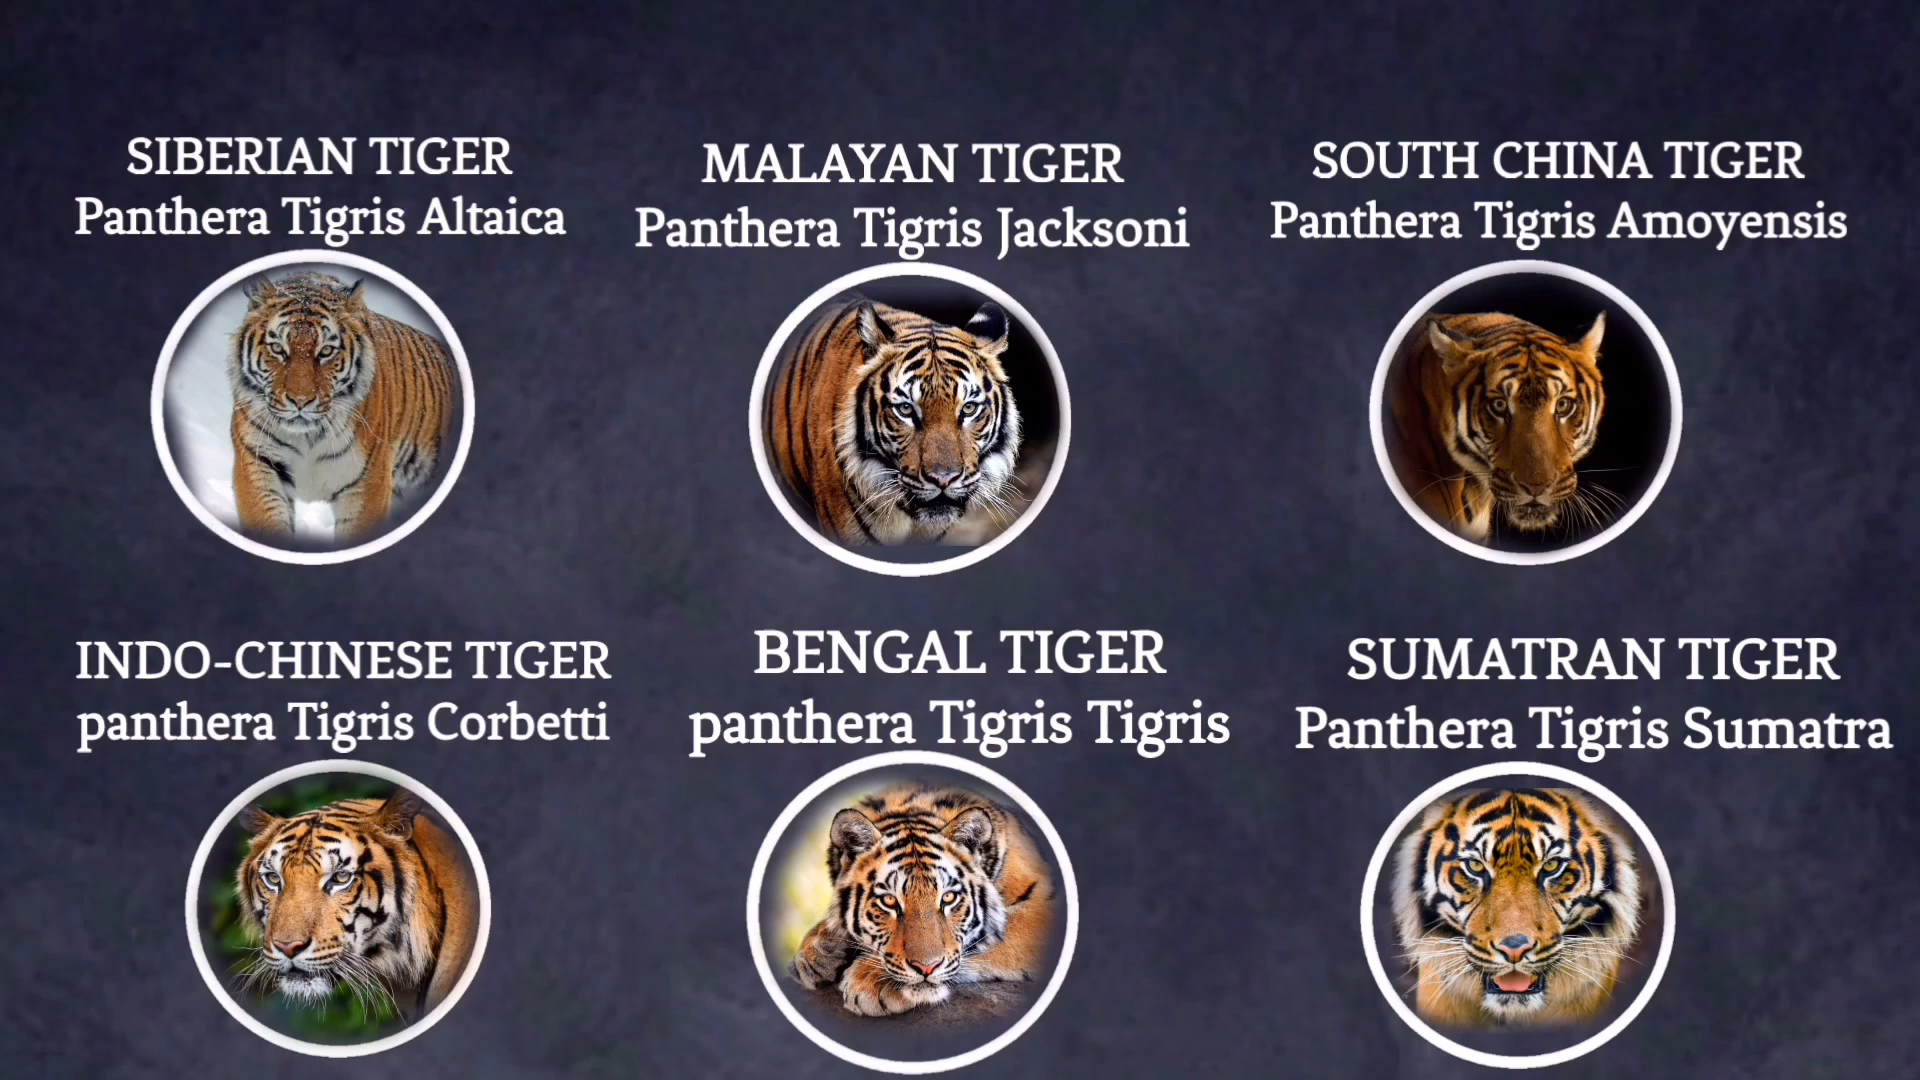 SIBERIAN TIGER
Panthera Tigris Altaica
MALAYAN TIGER
Panthera Tigris Jacksoni
SOUTH CHINA TIGER
Panthera Tigris Amoyensis
INDO-CHINESE TIGER
panthera Tigris Corbetti
BENGAL TIGER
panthera Tigris Tigris
SUMATRAN TIGER
Panthera Tigris Sumatra